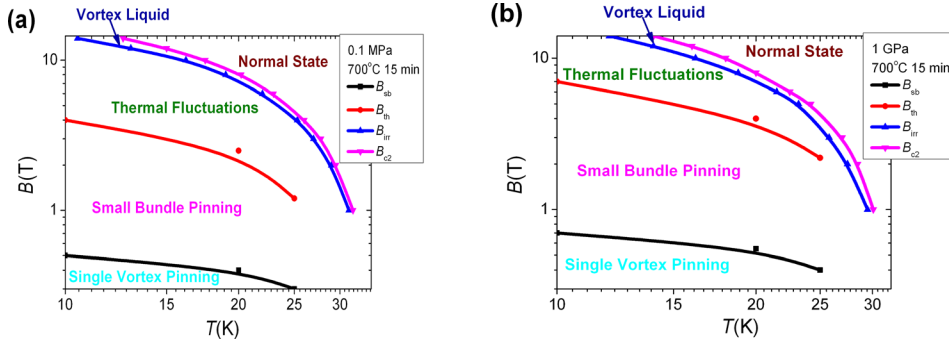 (a)
Vortex Liquid
Normal State
Thermal Fluctuations
Small Bundle Pinning
Single Vortex Pinning
0.1 MPa
700°C 15 min
Bsb
Bth
Birr
Bc2
B(T)
10
1
10
15
20
25
30
T(K)
(b)
Vortex Liquid
Normal State
Thermal Fluctuations
Small Bundle Pinning
Single Vortex Pinning
1 GPa
700°C 15 min
Bsb
Bth
Birr
Bc2
B(T)
10
1
10
15
20
25
30
T(K)